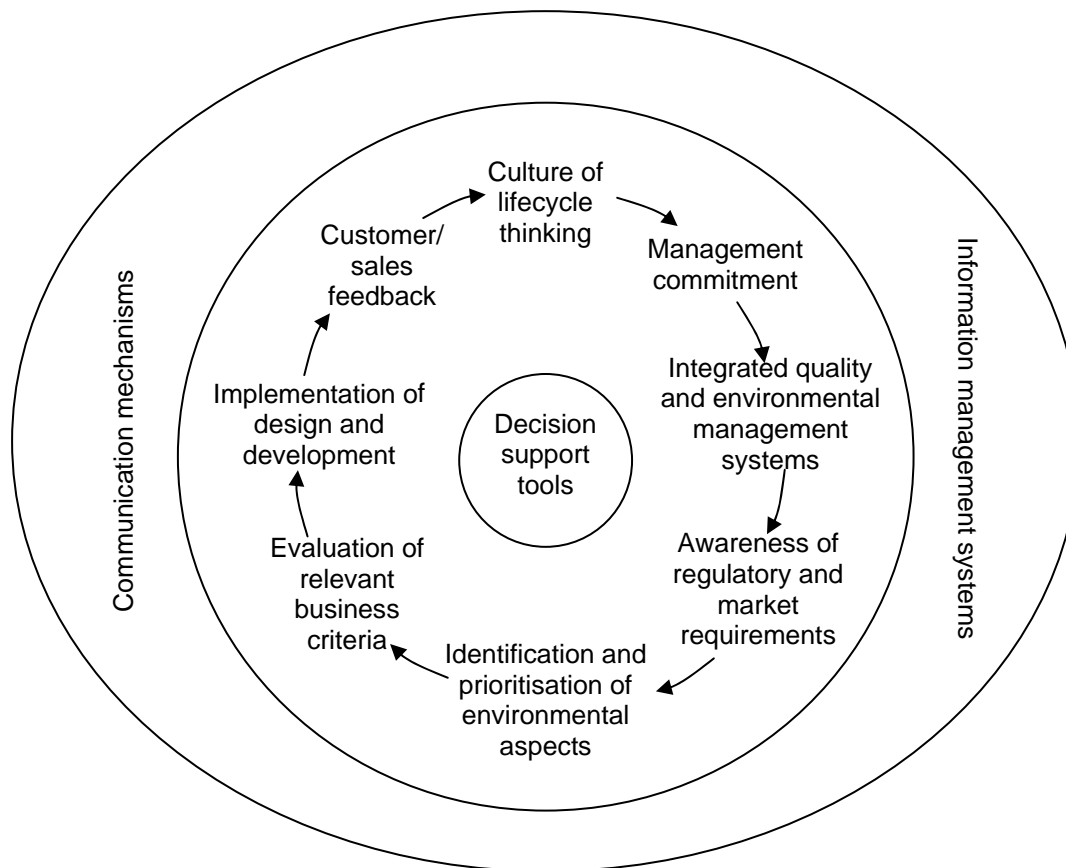 Culture of
lifecycle
thinking
Management
commitment
Integrated quality
and environmental
management
systems
Awareness of
regulatory and
market
requirements
Identification and
prioritisation of
environmental
aspects
Evaluation of
relevant
business
criteria
Implementation of
design and
development
Customer/
sales
feedback
Decision
support
tools
Communication mechanisms
Information management systems